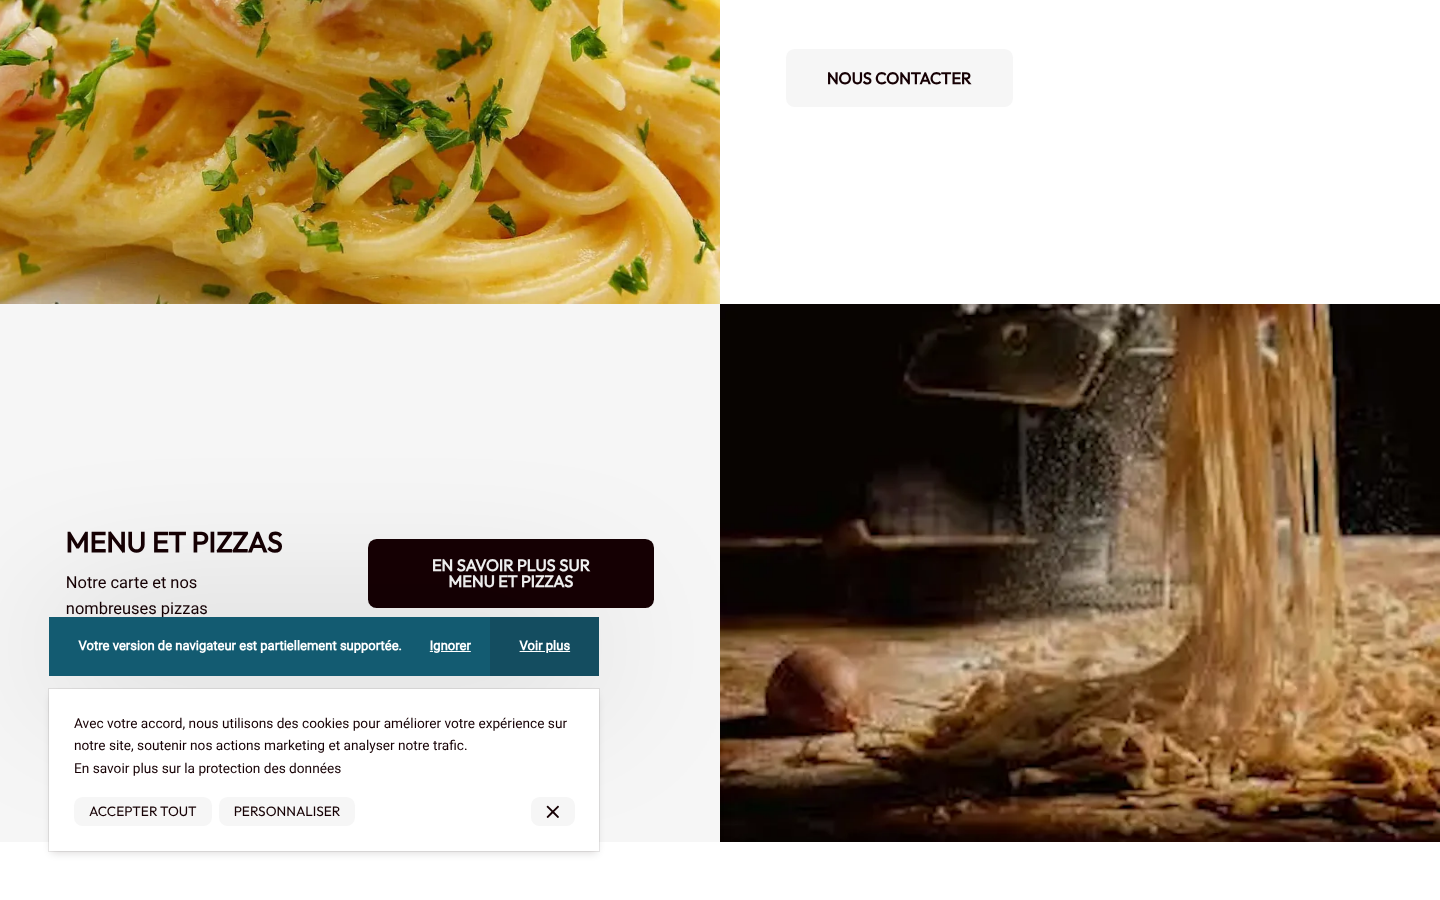 NOUS CONTACTER
MENU ET PIZZAS
Notre carte et nos
nombreuses pizzas
EN SAVOIR PLUS SUR
MENU ET PIZZAS
Votre version de navigateur est partiellement supportée. Ignorer Voir plus
Avec votre accord, nous utilisons des cookies pour améliorer votre expérience sur
notre site, soutenir nos actions marketing et analyser notre trafic.
En savoir plus sur la protection des données
ACCEPTER TOUT PERSONNALISER